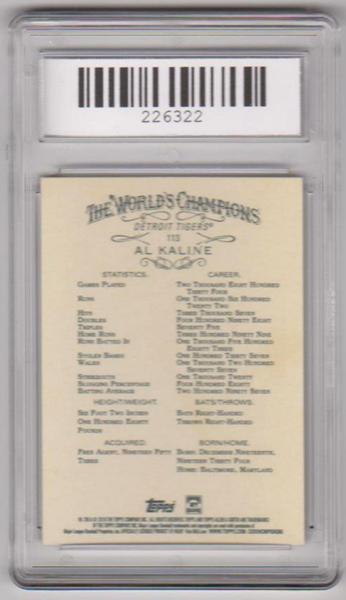 226322
THE WORLD'S CHAMPIONS
DETROIT TIGERS®
113
AL KALINE
STATISTICS. CAREER.
GAMES PLAYED TWO THOUSAND EIGHT HUNDRED
THIRTY FOUR
RUNS ONE THOUSAND SIX HUNDRED
TWENTY TWO
HITS THREE THOUSAND SEVEN
DOUBLES FOUR HUNDRED NINETY EIGHT
TRIPLES SEVENTY FIVE
HOME RUNS THREE HUNDRED NINETY NINE
RUNS BATTED IN ONE THOUSAND FIVE HUNDRED
EIGHTY THREE
STOLEN BASES ONE HUNDRED THIRTY SEVEN
WALKS ONE THOUSAND TWO HUNDRED
SEVENTY SEVEN
STRIKEOUTS ONE THOUSAND TWENTY
SLUGGING PERCENTAGE FOUR HUNDRED EIGHTY
BATTING AVERAGE TWO HUNDRED NINETY SEVEN
HEIGHT/WEIGHT. BATS/THROWS.
SIX FOOT TWO INCHES BATS RIGHT-HANDED
ONE HUNDRED EIGHTY THROWS RIGHT-HANDED
POUNDS
ACQUIRED. BORN/HOME.
FREE AGENT, NINETEEN FIFTY BORN: DECEMBER NINETEENTH,
THREE NINETEEN THIRTY FOUR
HOME: BALTIMORE, MARYLAND
Topps